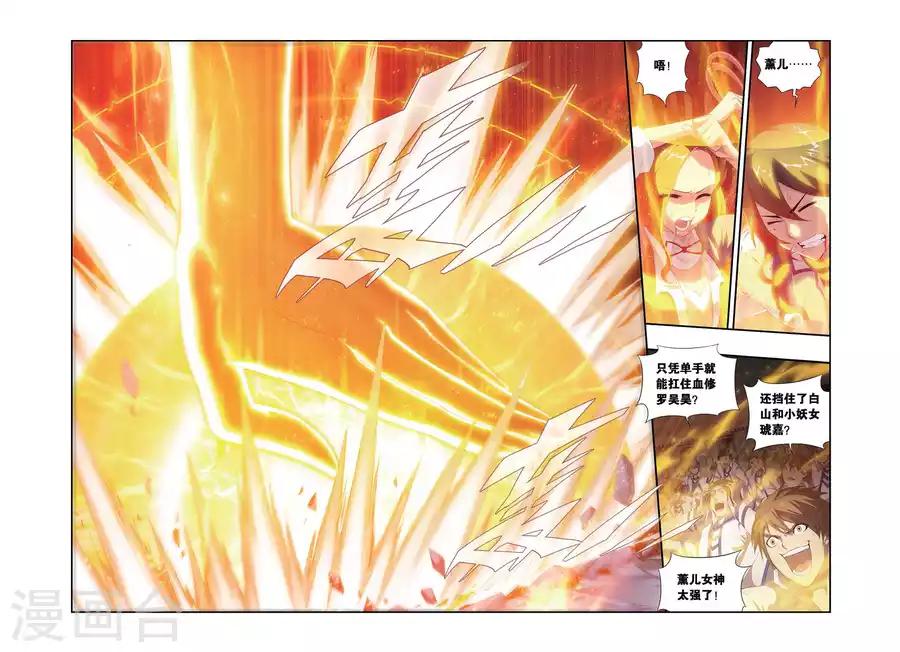 唔！
薰儿……
只凭单手就
能扛住血修
罗吴昊？
还挡住了白
山和小妖女
琥嘉？
薰儿女神
太强了！
漫画台